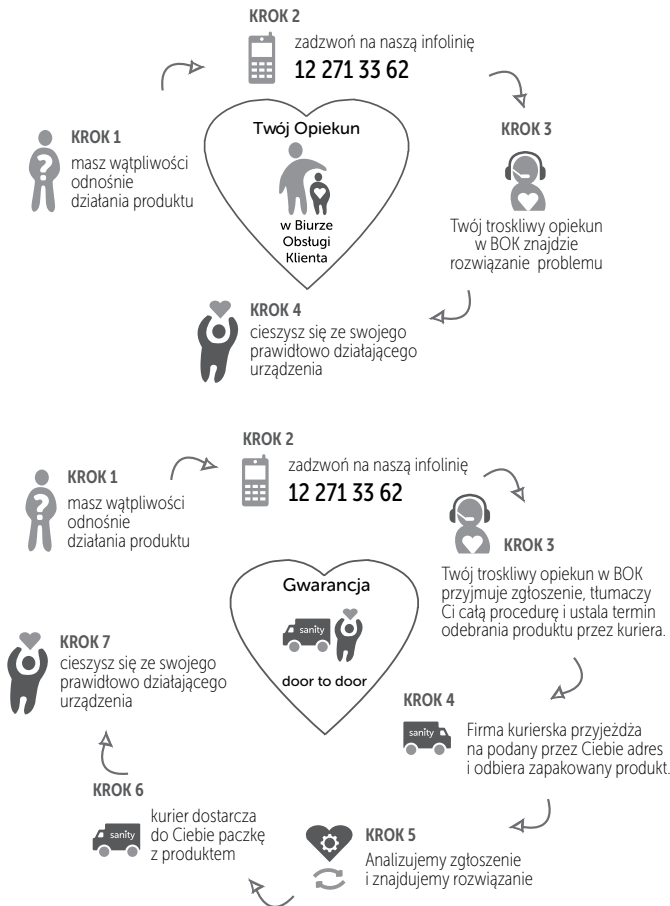 KROK 2
zadzwoń na naszą infolinię
12 271 33 62
KROK 1
masz wątpliwości
odnośnie
działania produktu
Twój Opiekun
w Biurze
Obsługi
Klienta
KROK 3
Twój troskliwy opiekun
w BOK znajdzie
rozwiązanie problemu
KROK 4
cieszysz się ze swojego
prawidłowo działającego
urządzenia
KROK 2
zadzwoń na naszą infolinię
12 271 33 62
KROK 1
masz wątpliwości
odnośnie
działania produktu
KROK 3
Twój troskliwy opiekun w BOK
przyjmuje zgłoszenie, tłumaczy
Ci całą procedurę i ustala termin
odebrania produktu przez kuriera.
Gwarancja
sanity
door to door
KROK 4
sanity
Firma kurierska przyjeżdża
na podany przez Ciebie adres
i odbiera zapakowany produkt.
KROK 5
Analizujemy zgłoszenie
i znajdujemy rozwiązanie
KROK 6
sanity
kurier dostarcza
do Ciebie paczkę
z produktem
KROK 7
cieszysz się ze swojego
prawidłowo działającego
urządzenia